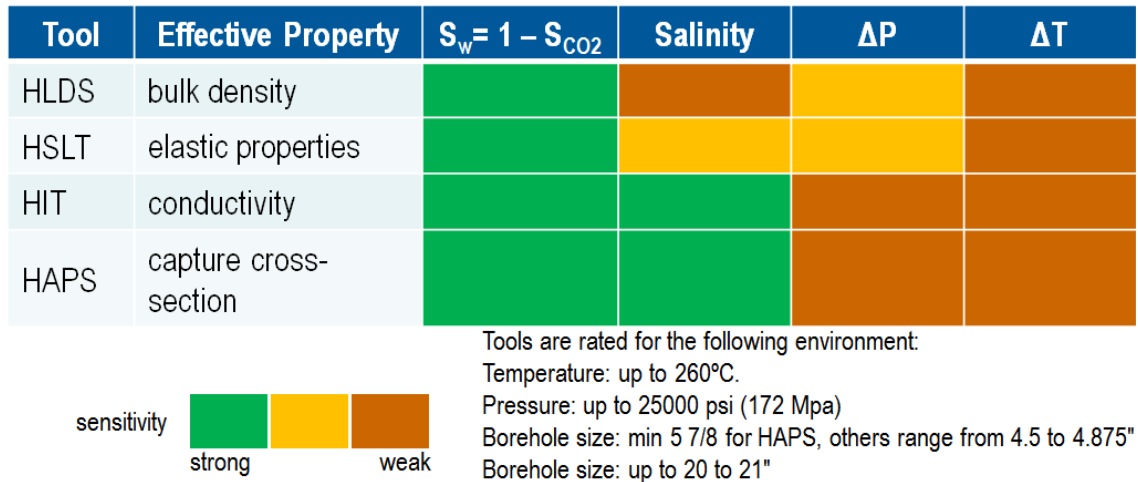 Tool Effective Property S_w= 1 – S_CO2 Salinity ΔP ΔT
HLDS bulk density
HSLT elastic properties
HIT conductivity
HAPS capture cross-
section
Tools are rated for the following environment:
Temperature: up to 260ºC.
Pressure: up to 25000 psi (172 Mpa)
Borehole size: min 5 7/8 for HAPS, others range from 4.5 to 4.875"
Borehole size: up to 20 to 21"
sensitivity
strong weak